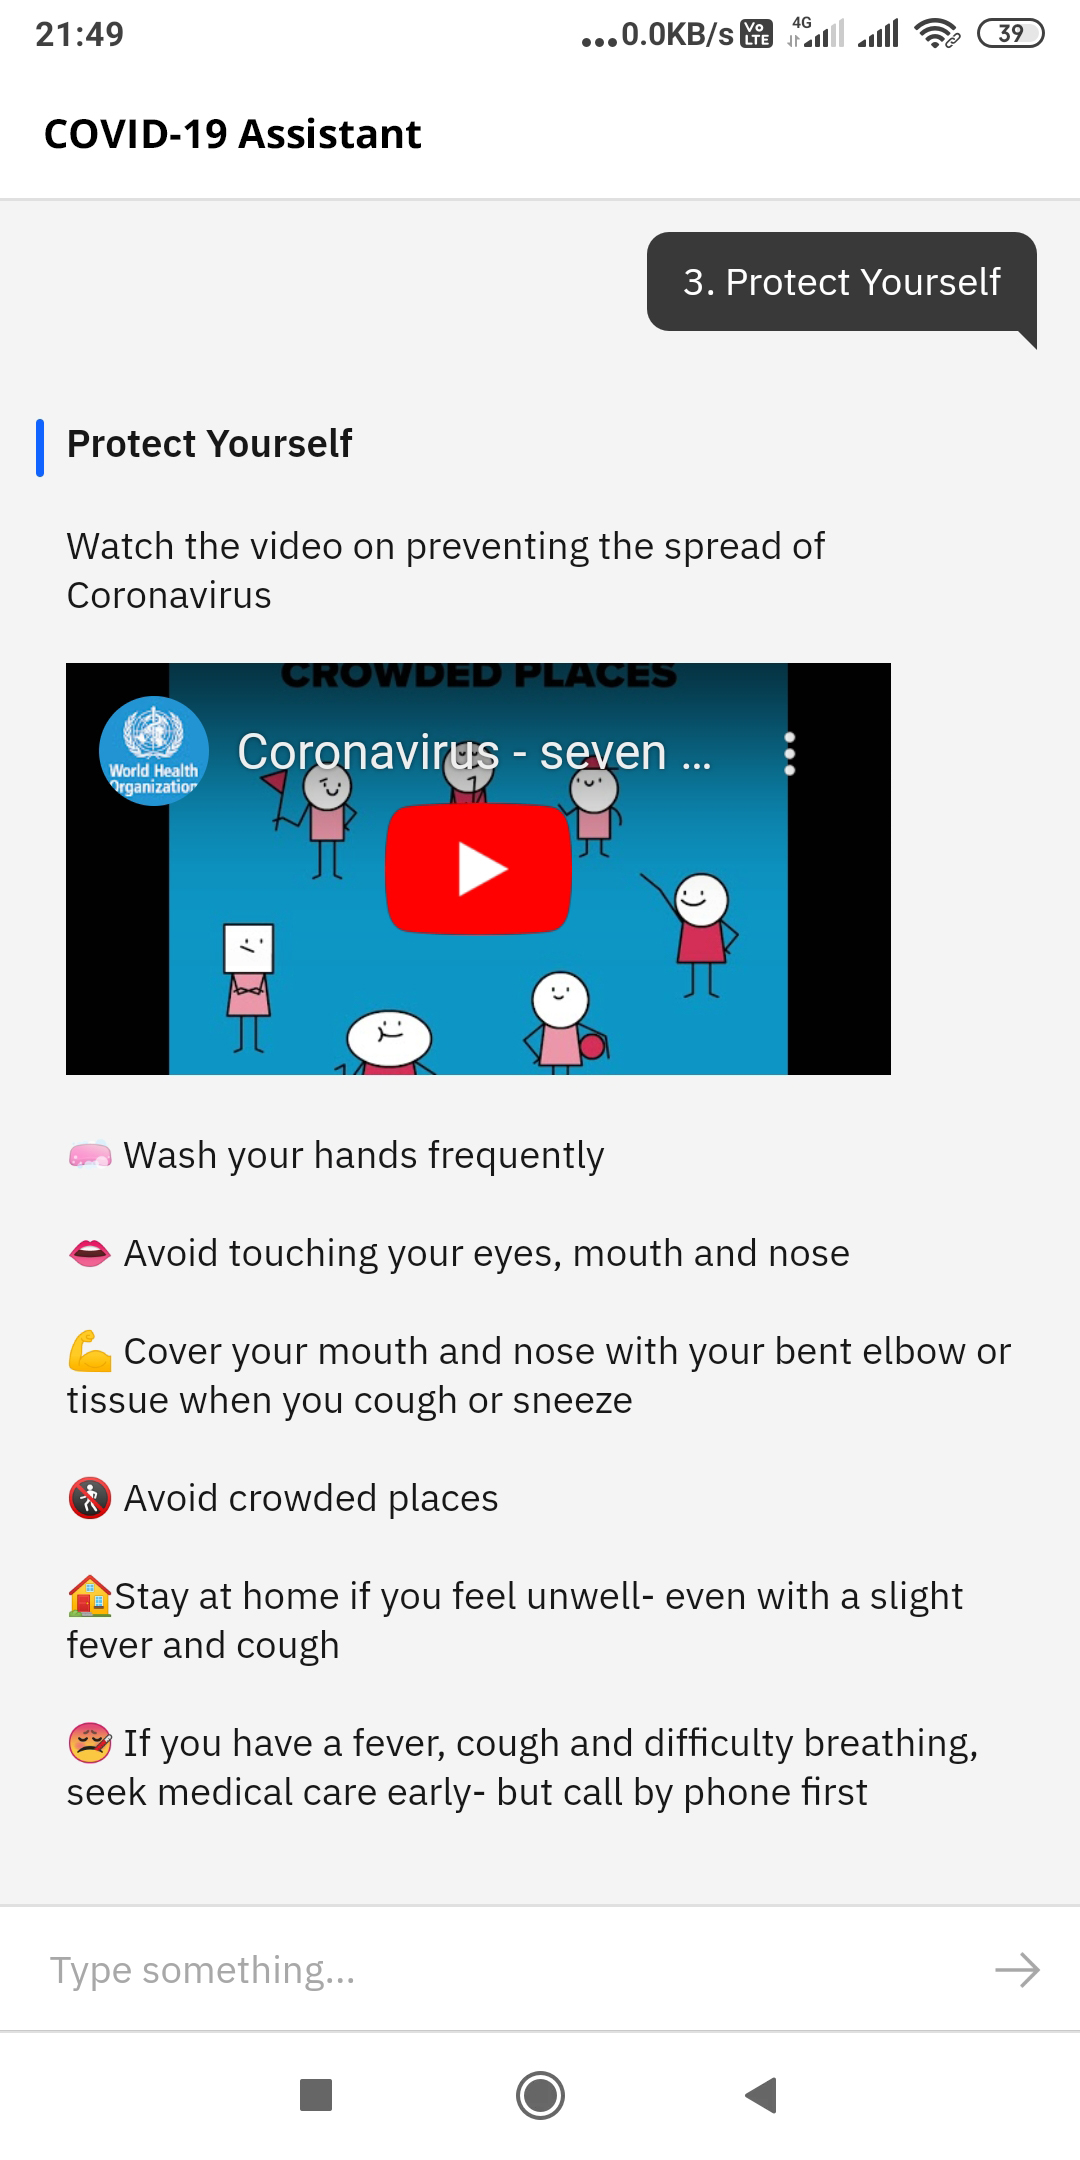 21:49
...0.0KB/s Vo LTE 4G 39
COVID-19 Assistant
3. Protect Yourself
Protect Yourself
Watch the video on preventing the spread of
Coronavirus
CROWDED PLACES
Coronavirus - seven ...
World Health
Organization
🧼 Wash your hands frequently
👄 Avoid touching your eyes, mouth and nose
💪 Cover your mouth and nose with your bent elbow or
tissue when you cough or sneeze
🚷 Avoid crowded places
🏠Stay at home if you feel unwell- even with a slight
fever and cough
🤒 If you have a fever, cough and difficulty breathing,
seek medical care early- but call by phone first
Type something...